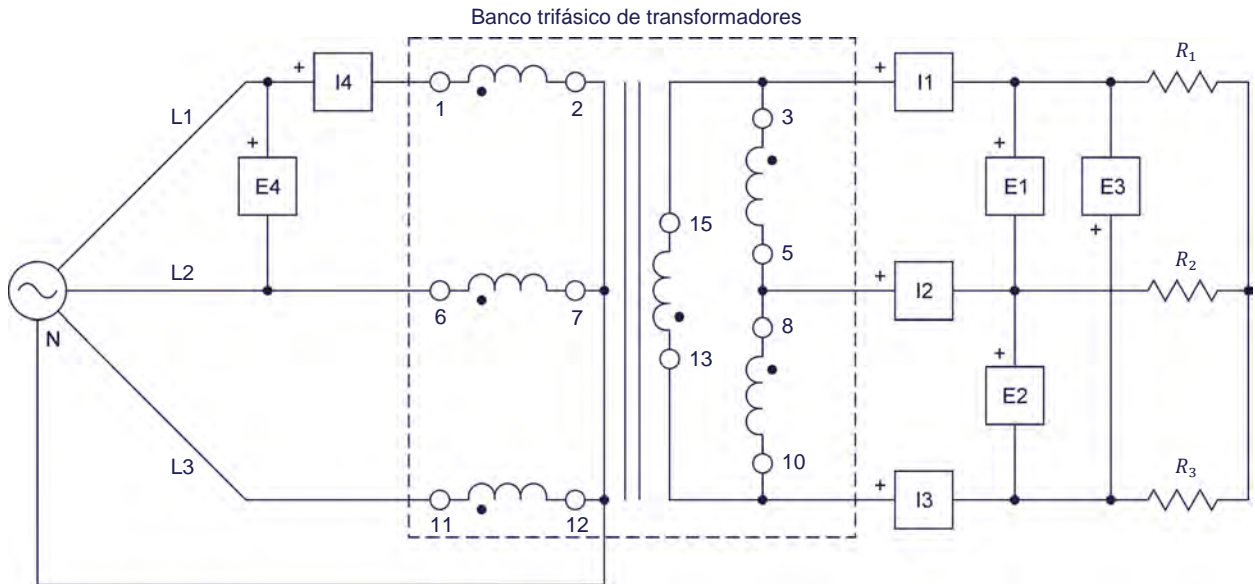 Banco trifásico de transformadores
+ I4
1
2
+ I1
R₁
L1
3
+ E4
+ E1
E3 +
15
5
L2
6
7
+ I2
R₂
N
8
13
+ E2
L3
10
11
12
+ I3
R₃